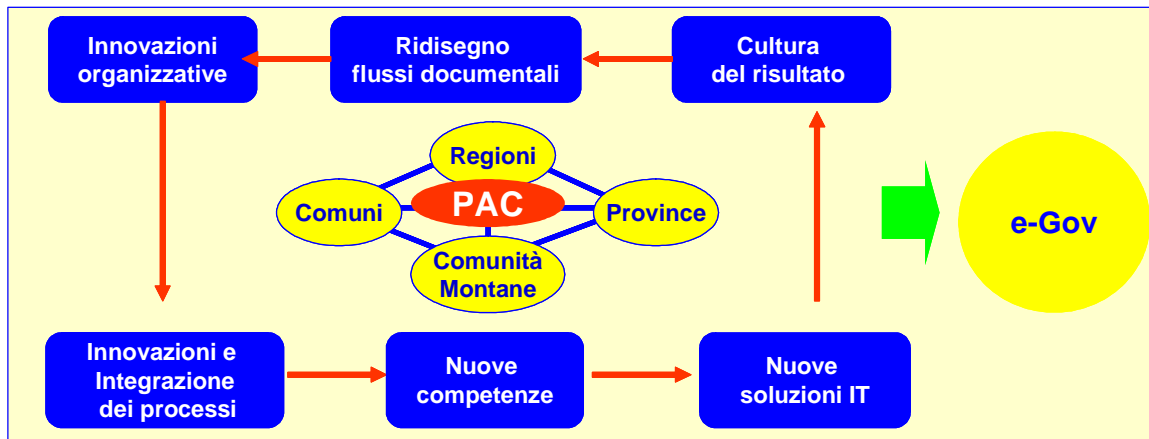 Innovazioni
organizzative
Ridisegno
flussi documentali
Cultura
del risultato
Regioni
PAC
Comuni
Province
Comunità
Montane
e-Gov
Innovazioni e
Integrazione
dei processi
Nuove
competenze
Nuove
soluzioni IT